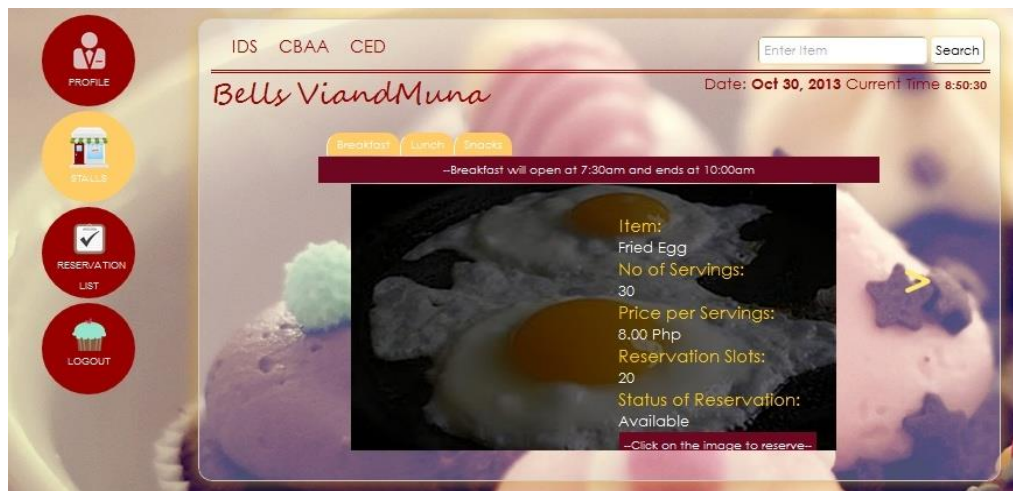 PROFILE
STALLS
RESERVATION
LIST
LOGOUT
IDS CBAA CED
Enter Item
Search
Date: Oct 30, 2013 Current Time 8:50:30
Bells ViandMuna
Breakfast Lunch Snacks
--Breakfast will open at 7:30am and ends at 10:00am
Item:
Fried Egg
No of Servings:
30
Price per Servings:
8.00 Php
Reservation Slots:
20
Status of Reservation:
Available
--Click on the image to reserve--
>